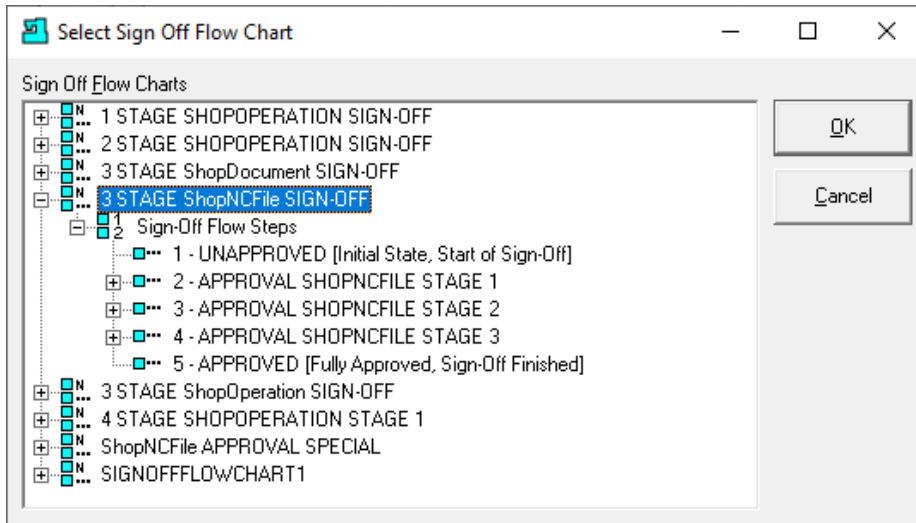 Select Sign Off Flow Chart
Sign Off Flow Charts
1 STAGE SHOPOPERATION SIGN-OFF
2 STAGE SHOPOPERATION SIGN-OFF
3 STAGE ShopDocument SIGN-OFF
3 STAGE ShopNCFile SIGN-OFF
Sign-Off Flow Steps
1 - UNAPPROVED [Initial State, Start of Sign-Off]
2 - APPROVAL SHOPNCFILE STAGE 1
3 - APPROVAL SHOPNCFILE STAGE 2
4 - APPROVAL SHOPNCFILE STAGE 3
5 - APPROVED [Fully Approved, Sign-Off Finished]
3 STAGE ShopOperation SIGN-OFF
4 STAGE SHOPOPERATION STAGE 1
ShopNCFile APPROVAL SPECIAL
SIGNOFFFLOWCHART1
OK
Cancel